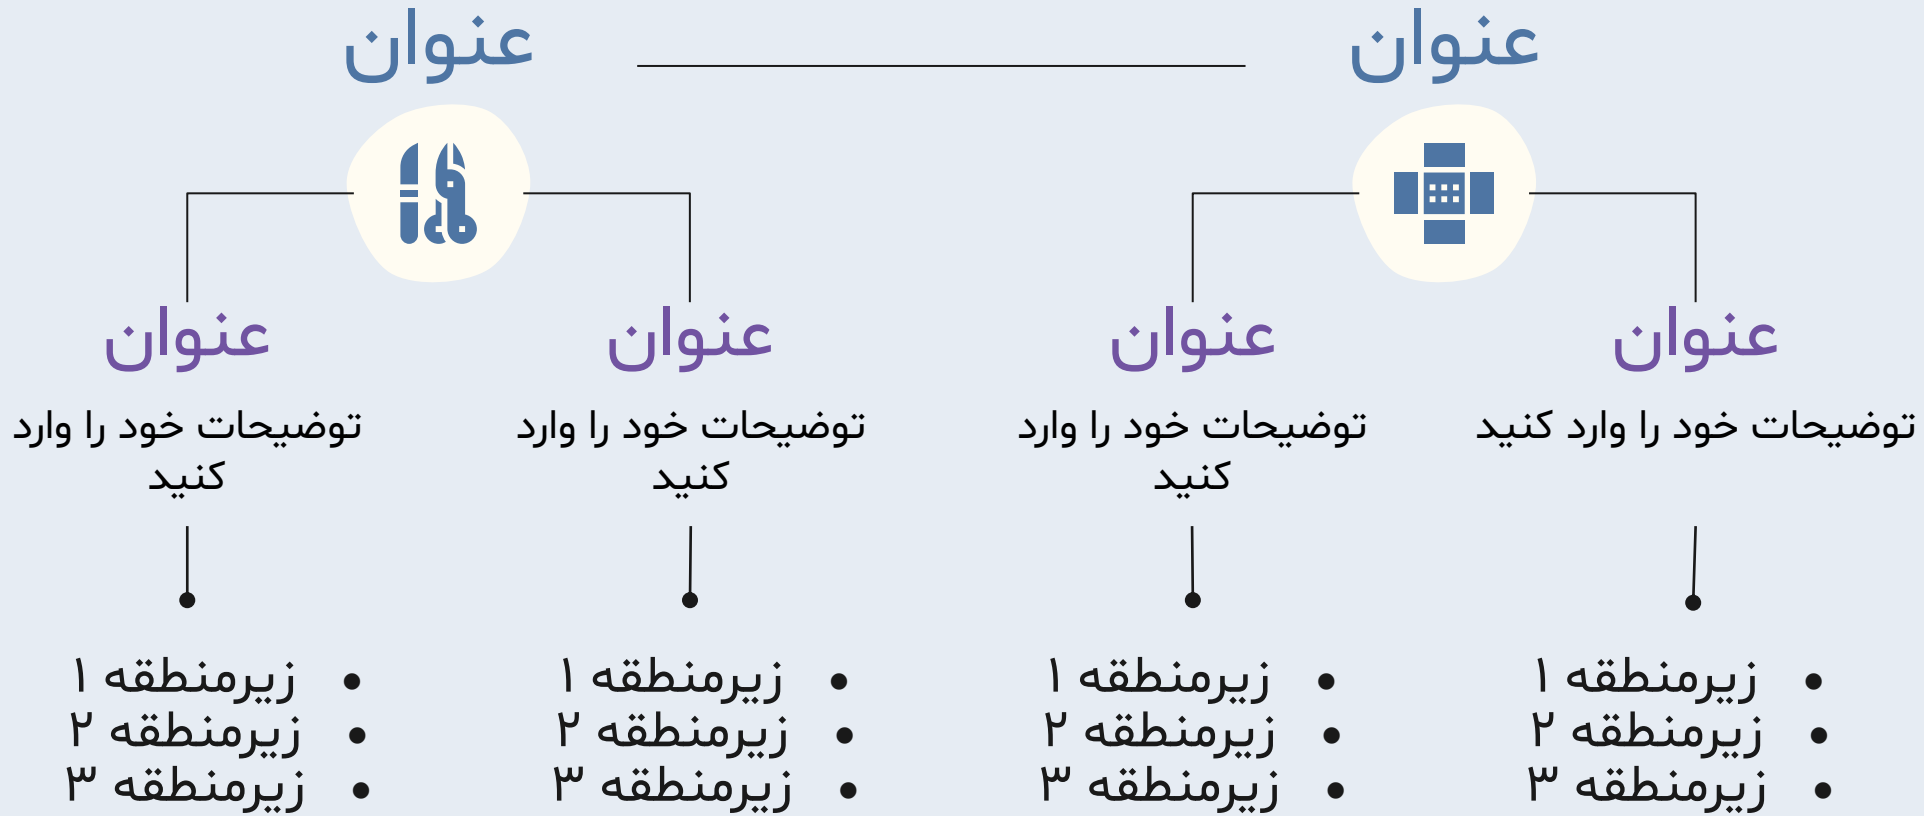 عنوان
عنوان
عنوان
عنوان
عنوان
عنوان
توضیحات خود را وارد کنید
توضیحات خود را وارد
کنید
توضیحات خود را وارد
کنید
توضیحات خود را وارد
کنید
• زیرمنطقه ۱
• زیرمنطقه ۲
• زیرمنطقه ۳
• زیرمنطقه ۱
• زیرمنطقه ۲
• زیرمنطقه ۳
• زیرمنطقه ۱
• زیرمنطقه ۲
• زیرمنطقه ۳
• زیرمنطقه ۱
• زیرمنطقه ۲
• زیرمنطقه ۳